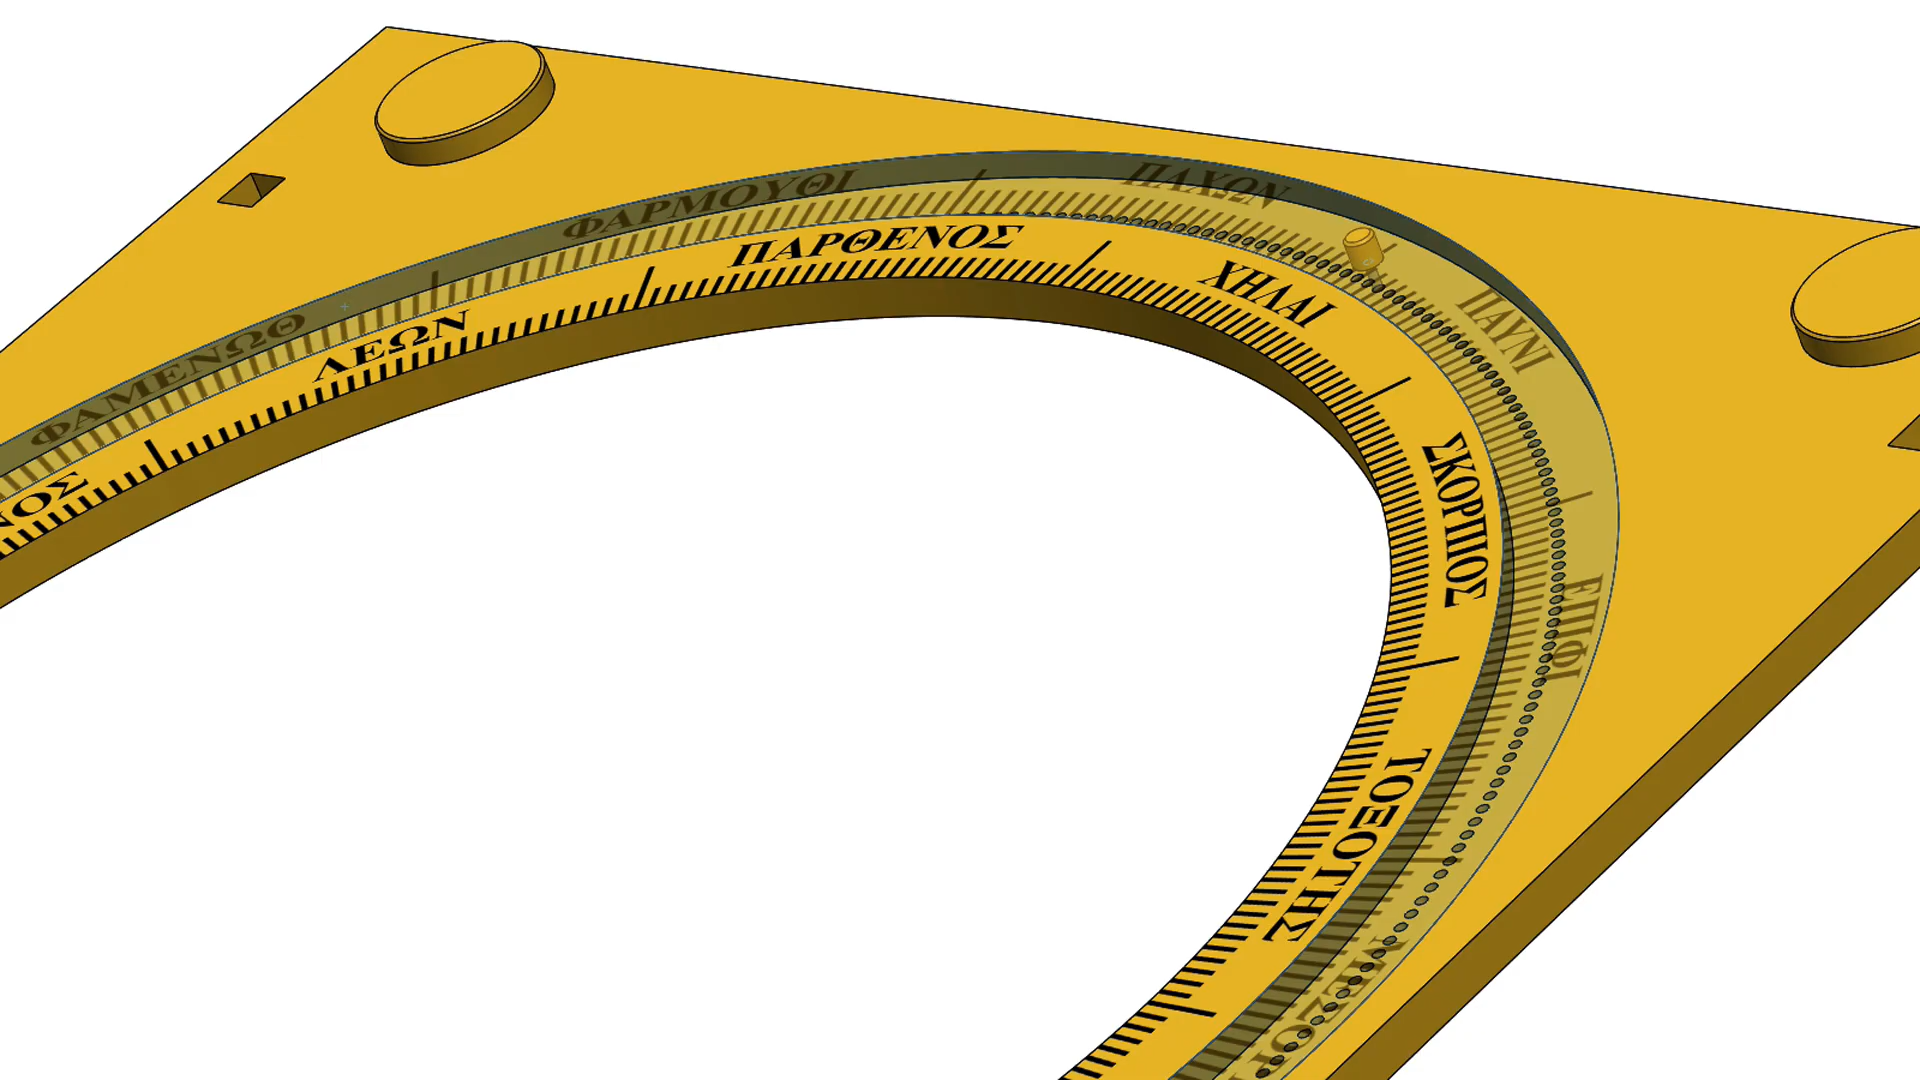 ΦΑΜΕΝΩΘ
ΦΑΡΜΟΥΘΙ
ΠΑΧΩΝ
ΠΑΥΝΙ
ΕΠΙΦΙ
ΛΕΩΝ
ΠΑΡΘΕΝΟΣ
ΧΗΛΑΙ
ΣΚΟΡΠΙΟΣ
ΤΟΞΟΤΗΣ